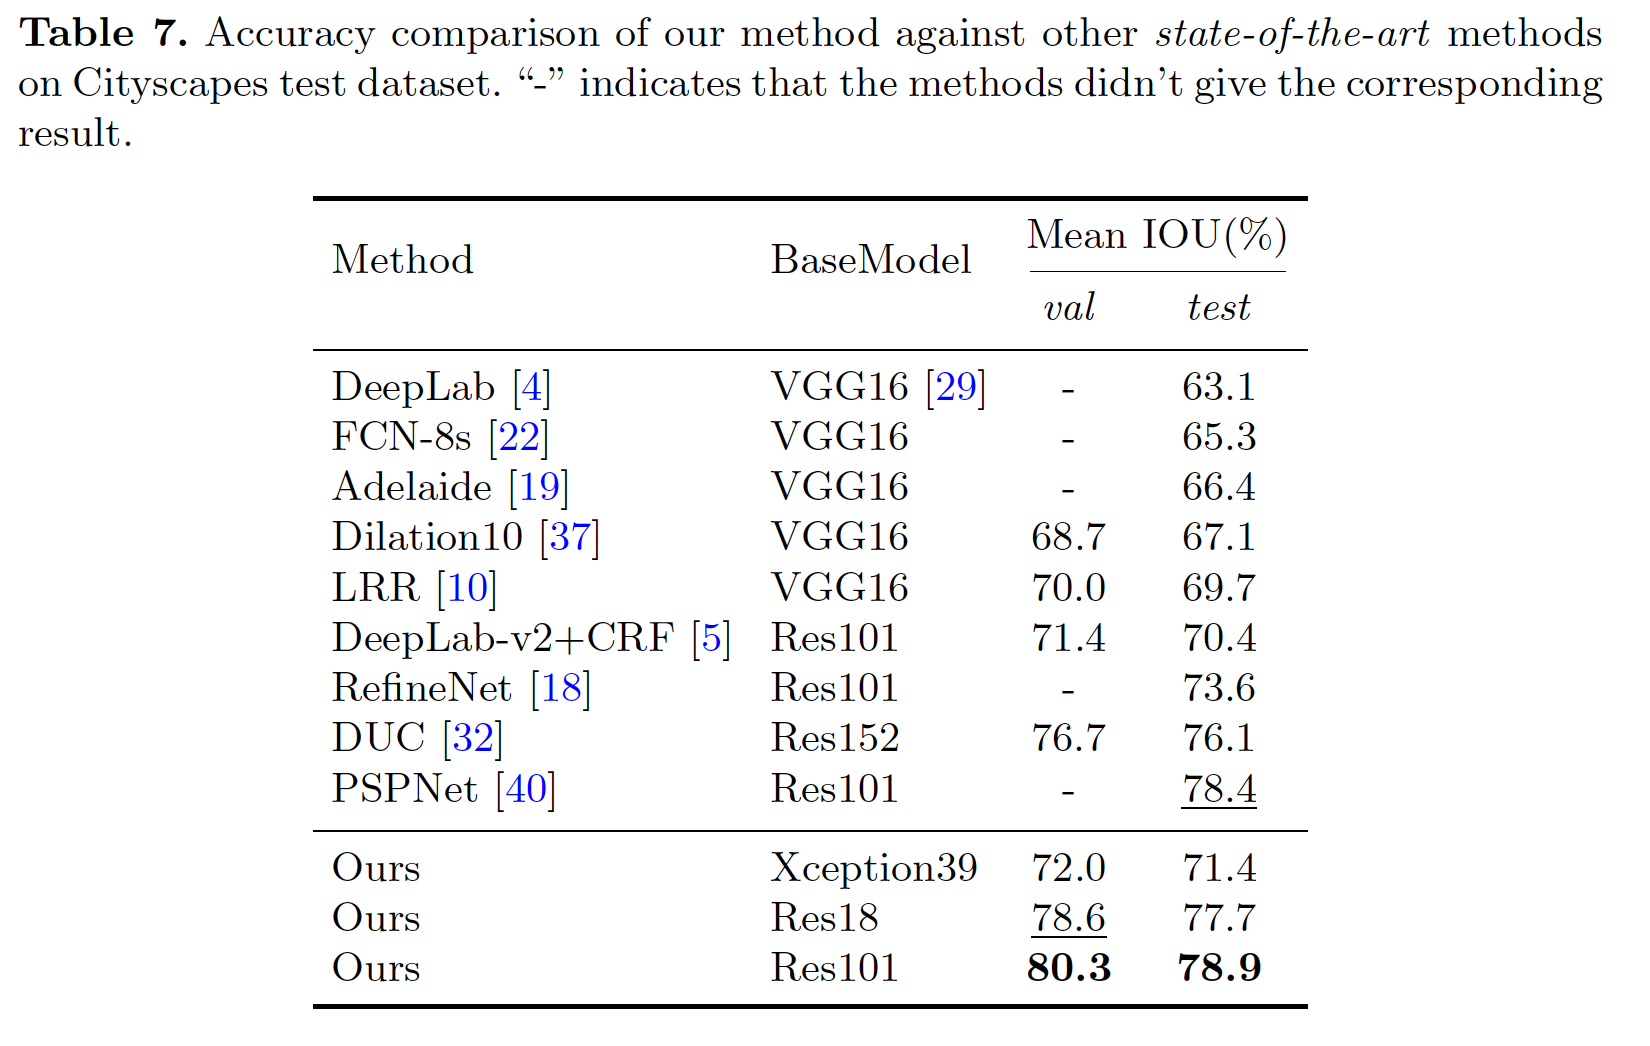 Table 7. Accuracy comparison of our method against other state-of-the-art methods
on Cityscapes test dataset. “-” indicates that the methods didn’t give the corresponding
result.
Method BaseModel Mean IOU(%)
val test
DeepLab [4] VGG16 [29] - 63.1
FCN-8s [22] VGG16 - 65.3
Adelaide [19] VGG16 - 66.4
Dilation10 [37] VGG16 68.7 67.1
LRR [10] VGG16 70.0 69.7
DeepLab-v2+CRF [5] Res101 71.4 70.4
RefineNet [18] Res101 - 73.6
DUC [32] Res152 76.7 76.1
PSPNet [40] Res101 - 78.4
Ours Xception39 72.0 71.4
Ours Res18 78.6 77.7
Ours Res101 80.3 78.9